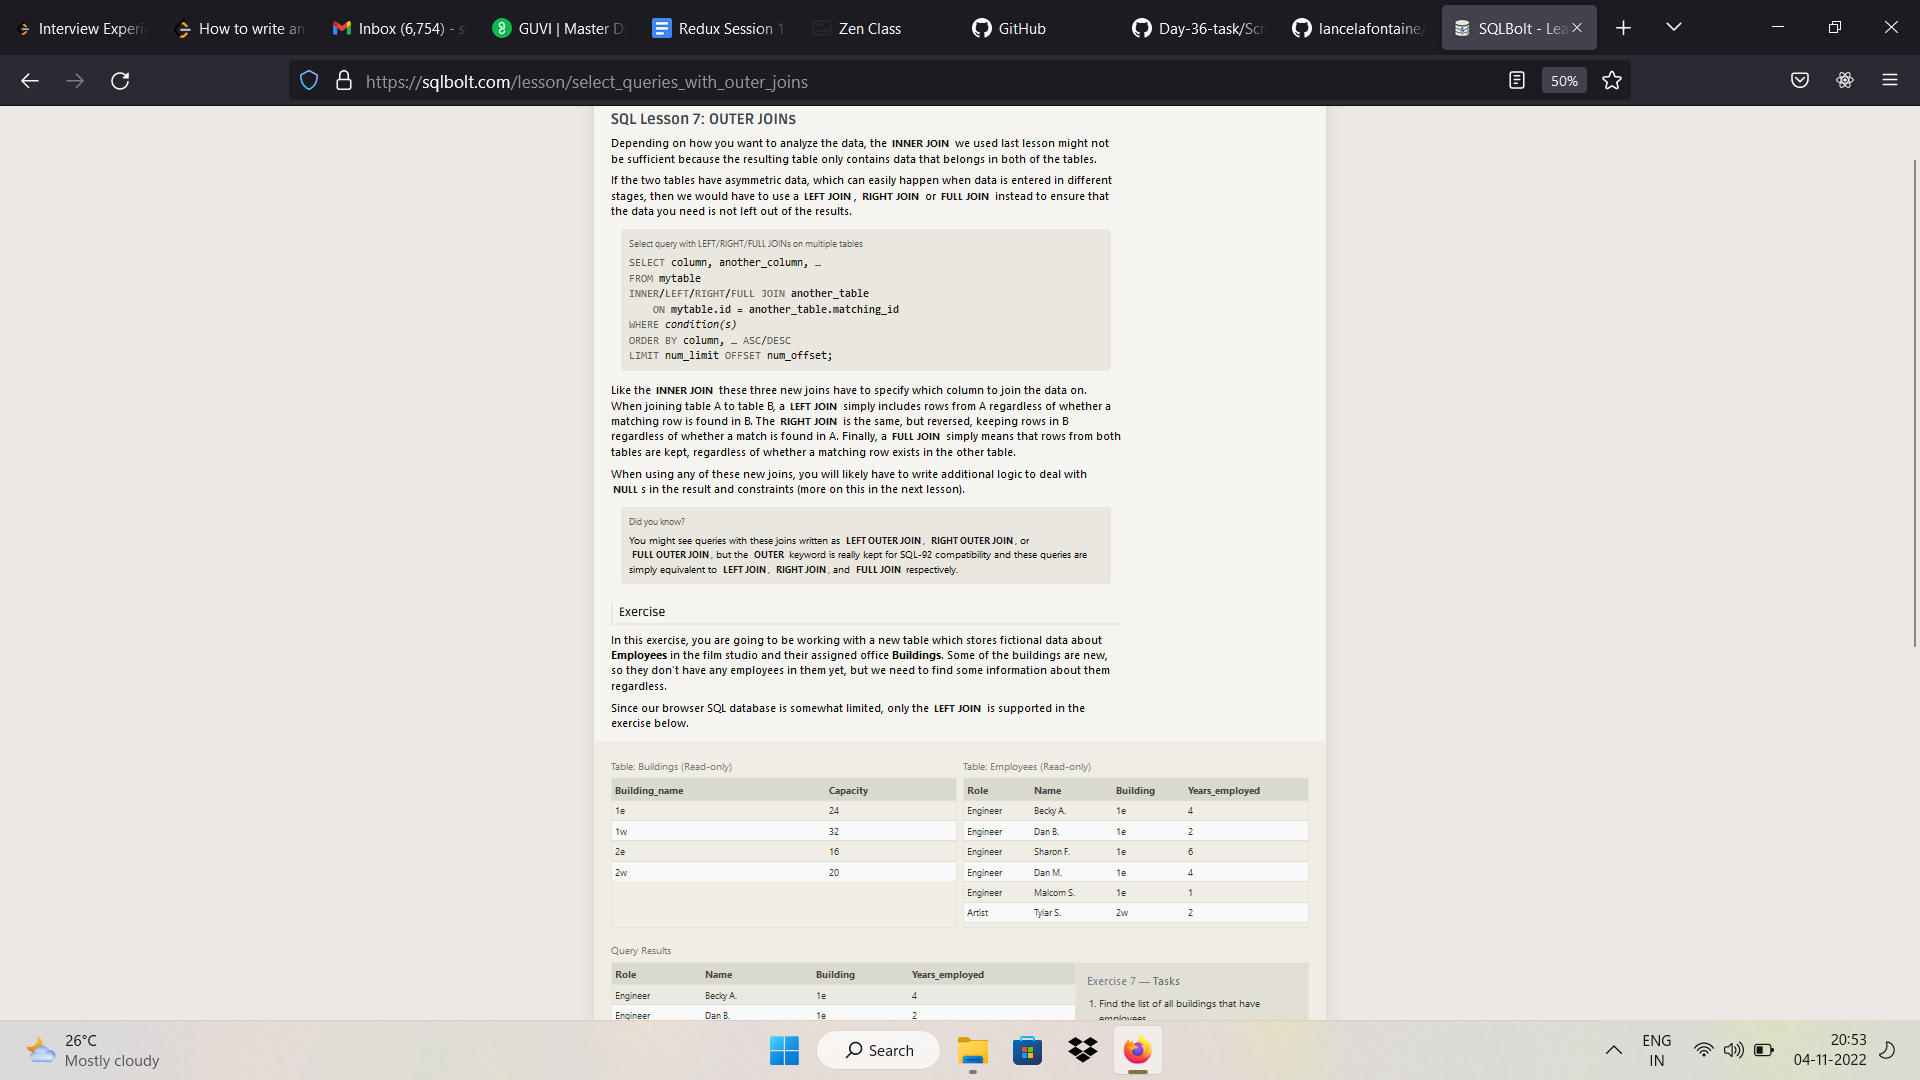 Interview Experi
How to write an
Inbox (6,754) - s
GUVI | Master D
Redux Session 1
Zen Class
GitHub
Day-36-task/Scr
lancelafontaine/
SQLBolt - Lea
https://sqlbolt.com/lesson/select_queries_with_outer_joins
50%
SQL Lesson 7: OUTER JOINs
Depending on how you want to analyze the data, the INNER JOIN we used last lesson might not
be sufficient because the resulting table only contains data that belongs in both of the tables.
If the two tables have asymmetric data, which can easily happen when data is entered in different
stages, then we would have to use a LEFT JOIN, RIGHT JOIN or FULL JOIN instead to ensure that
the data you need is not left out of the results.
Select query with LEFT/RIGHT/FULL JOINs on multiple tables
SELECT column, another_column, …
FROM mytable
INNER/LEFT/RIGHT/FULL JOIN another_table
ON mytable.id = another_table.matching_id
WHERE condition(s)
ORDER BY column, … ASC/DESC
LIMIT num_limit OFFSET num_offset;
Like the INNER JOIN these three new joins have to specify which column to join the data on.
When joining table A to table B, a LEFT JOIN simply includes rows from A regardless of whether a
matching row is found in B. The RIGHT JOIN is the same, but reversed, keeping rows in B
regardless of whether a match is found in A. Finally, a FULL JOIN simply means that rows from both
tables are kept, regardless of whether a matching row exists in the other table.
When using any of these new joins, you will likely have to write additional logic to deal with
NULL s in the result and constraints (more on this in the next lesson).
Did you know?
You might see queries with these joins written as LEFT OUTER JOIN, RIGHT OUTER JOIN, or
FULL OUTER JOIN, but the OUTER keyword is really kept for SQL-92 compatibility and these queries are
simply equivalent to LEFT JOIN, RIGHT JOIN, and FULL JOIN respectively.
Exercise
In this exercise, you are going to be working with a new table which stores fictional data about
Employees in the film studio and their assigned office Buildings. Some of the buildings are new,
so they don't have any employees in them yet, but we need to find some information about them
regardless.
Since our browser SQL database is somewhat limited, only the LEFT JOIN is supported in the
exercise below.
Table: Buildings (Read-only)
Building_name Capacity
1e 24
1w 32
2e 16
2w 20
Table: Employees (Read-only)
Role Name Building Years_employed
Engineer Becky A. 1e 4
Engineer Dan B. 1e 2
Engineer Sharon F. 1e 6
Engineer Dan M. 1e 4
Engineer Malcom S. 1e 1
Artist Tylar S. 2w 2
Query Results
Role Name Building Years_employed
Engineer Becky A. 1e 4
Engineer Dan B. 1e 2
Exercise 7 — Tasks
1. Find the list of all buildings that have
employees
26°C
Mostly cloudy
Search
ENG
IN
20:53
04-11-2022